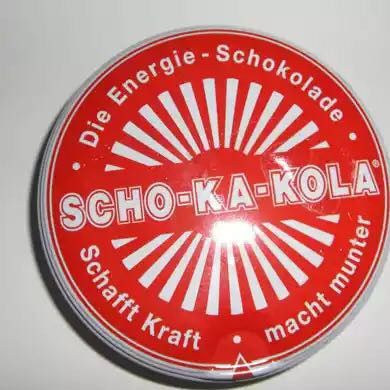 Die Energie - Schokolade
SCHO-KA-KOLA®
Schafft Kraft • macht munter